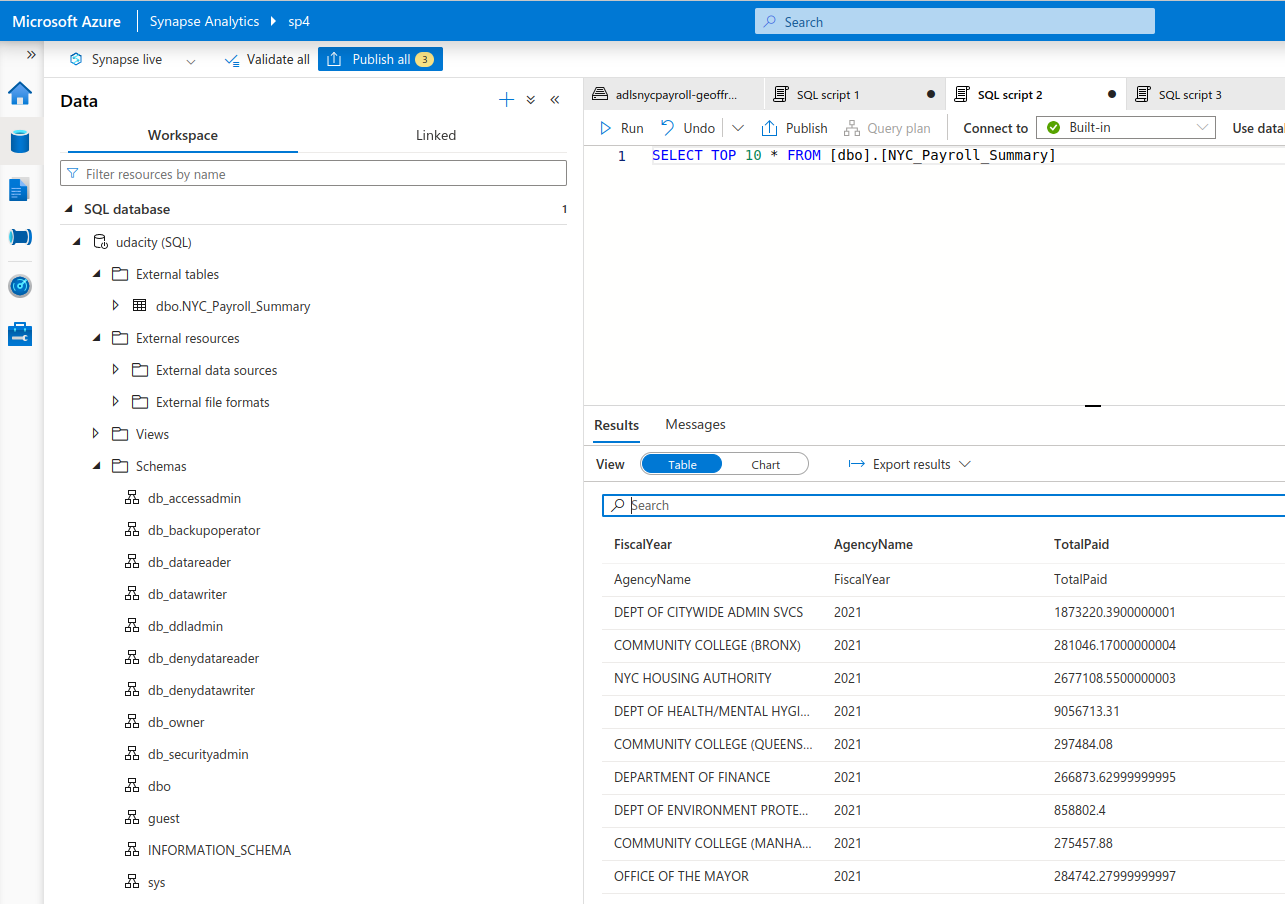 Microsoft Azure Synapse Analytics sp4 Search
Synapse live Validate all Publish all 3
Data
Workspace Linked
Filter resources by name
SQL database 1
udacity (SQL)
External tables
dbo.NYC_Payroll_Summary
External resources
External data sources
External file formats
Views
Schemas
db_accessadmin
db_backupoperator
db_datareader
db_datawriter
db_ddladmin
db_denydatareader
db_denydatawriter
db_owner
db_securityadmin
dbo
guest
INFORMATION_SCHEMA
sys
adlsnycpayroll-geoffr... SQL script 1 SQL script 2 SQL script 3
Run Undo Publish Query plan Connect to Built-in Use data
1 SELECT TOP 10 * FROM [dbo].[NYC_Payroll_Summary]
Results Messages
View Table Chart Export results
Search
FiscalYear AgencyName TotalPaid
AgencyName FiscalYear TotalPaid
DEPT OF CITYWIDE ADMIN SVCS 2021 1873220.3900000001
COMMUNITY COLLEGE (BRONX) 2021 281046.17000000004
NYC HOUSING AUTHORITY 2021 2677108.5500000003
DEPT OF HEALTH/MENTAL HYGI... 2021 9056713.31
COMMUNITY COLLEGE (QUEENS... 2021 297484.08
DEPARTMENT OF FINANCE 2021 266873.62999999995
DEPT OF ENVIRONMENT PROTE... 2021 858802.4
COMMUNITY COLLEGE (MANHA... 2021 275457.88
OFFICE OF THE MAYOR 2021 284742.27999999997